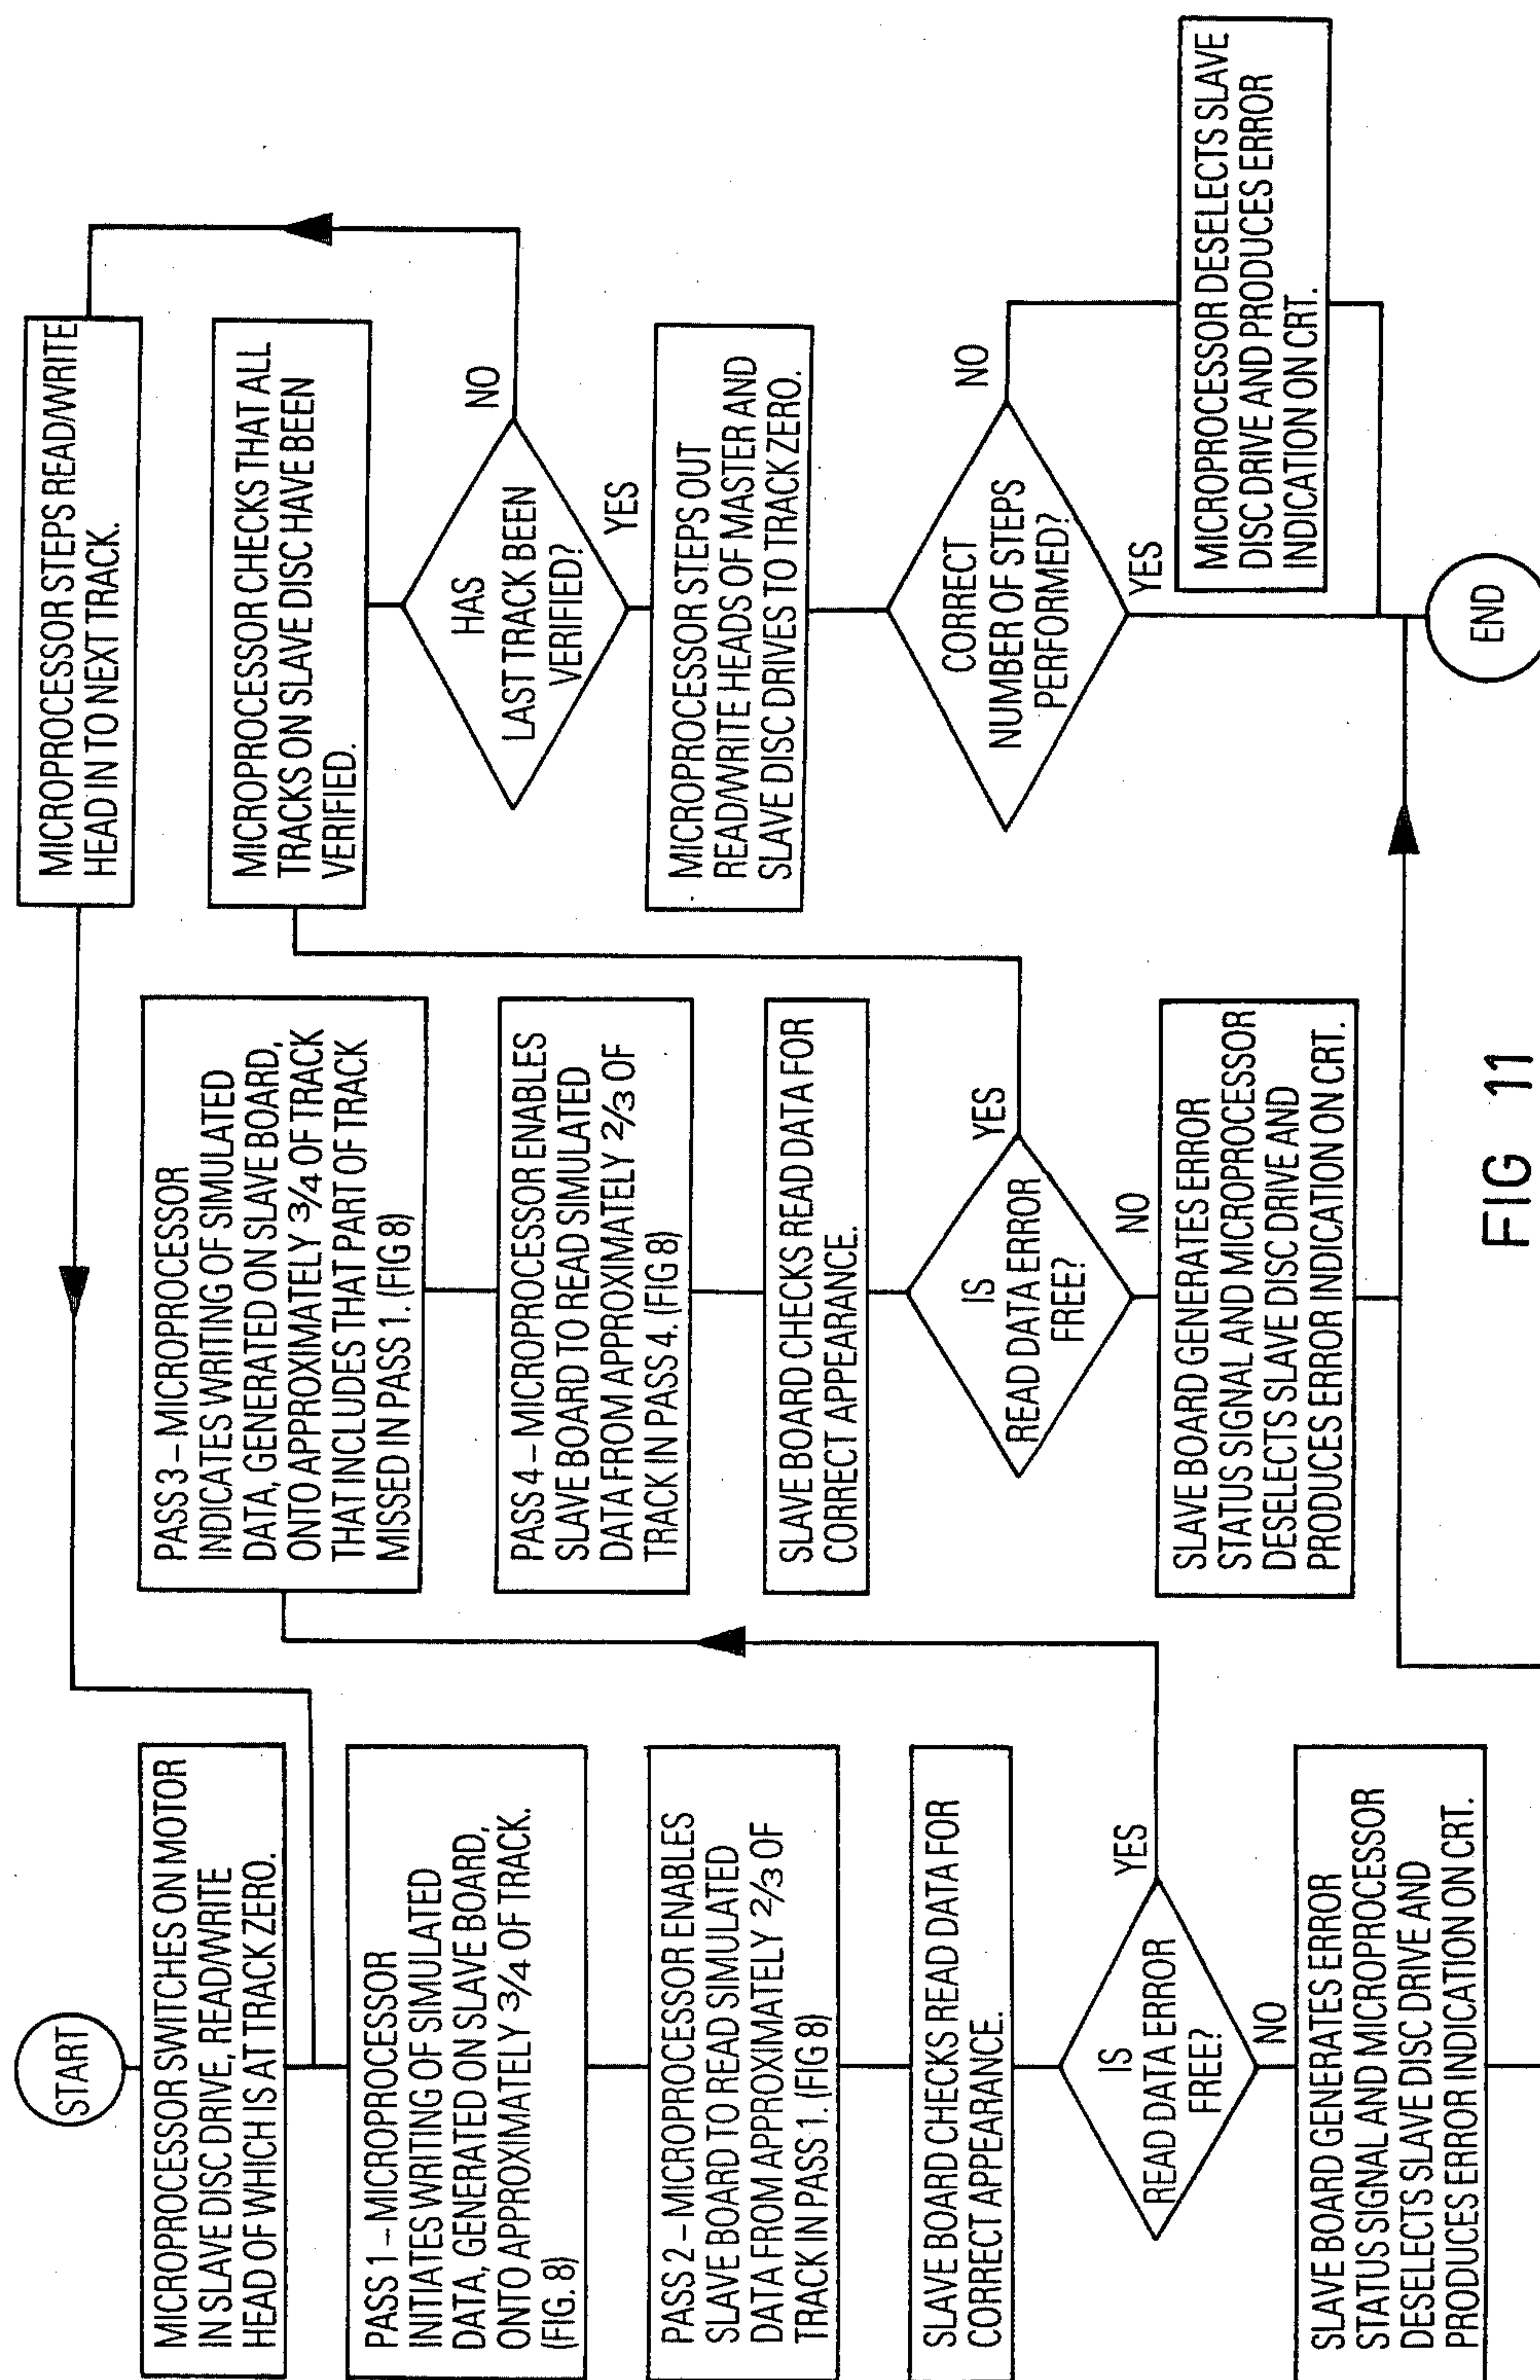 START
MICROPROCESSOR SWITCHES ON MOTOR
IN SLAVE DISC DRIVE, READ/WRITE
HEAD OF WHICH IS AT TRACK ZERO.
PASS 1 – MICROPROCESSOR
INITIATES WRITING OF SIMULATED
DATA, GENERATED ON SLAVE BOARD,
ONTO APPROXIMATELY 3/4 OF TRACK.
(FIG. 8)
PASS 2 – MICROPROCESSOR ENABLES
SLAVE BOARD TO READ SIMULATED
DATA FROM APPROXIMATELY 2/3 OF
TRACK IN PASS 1. (FIG 8)
SLAVE BOARD CHECKS READ DATA FOR
CORRECT APPEARANCE.
IS
READ DATA ERROR
FREE?
YES
NO
SLAVE BOARD GENERATES ERROR
STATUS SIGNAL AND MICROPROCESSOR
DESELECTS SLAVE DISC DRIVE AND
PRODUCES ERROR INDICATION ON CRT.
PASS 3 – MICROPROCESSOR
INDICATES WRITING OF SIMULATED
DATA, GENERATED ON SLAVE BOARD,
ONTO APPROXIMATELY 3/4 OF TRACK
THAT INCLUDES THAT PART OF TRACK
MISSED IN PASS 1. (FIG 8)
PASS 4 – MICROPROCESSOR ENABLES
SLAVE BOARD TO READ SIMULATED
DATA FROM APPROXIMATELY 2/3 OF
TRACK IN PASS 4. (FIG 8)
SLAVE BOARD CHECKS READ DATA FOR
CORRECT APPEARANCE.
IS
READ DATA ERROR
FREE?
YES
NO
SLAVE BOARD GENERATES ERROR
STATUS SIGNAL AND MICROPROCESSOR
DESELECTS SLAVE DISC DRIVE AND
PRODUCES ERROR INDICATION ON CRT.
MICROPROCESSOR STEPS READ/WRITE
HEAD IN TO NEXT TRACK.
MICROPROCESSOR CHECKS THAT ALL
TRACKS ON SLAVE DISC HAVE BEEN
VERIFIED.
HAS
LAST TRACK BEEN
VERIFIED?
NO
YES
MICROPROCESSOR STEPS OUT
READ/WRITE HEADS OF MASTER AND
SLAVE DISC DRIVES TO TRACK ZERO.
CORRECT
NUMBER OF STEPS
PERFORMED?
NO
YES
MICROPROCESSOR DESELECTS SLAVE
DISC DRIVE AND PRODUCES ERROR
INDICATION ON CRT.
END
FIG 11